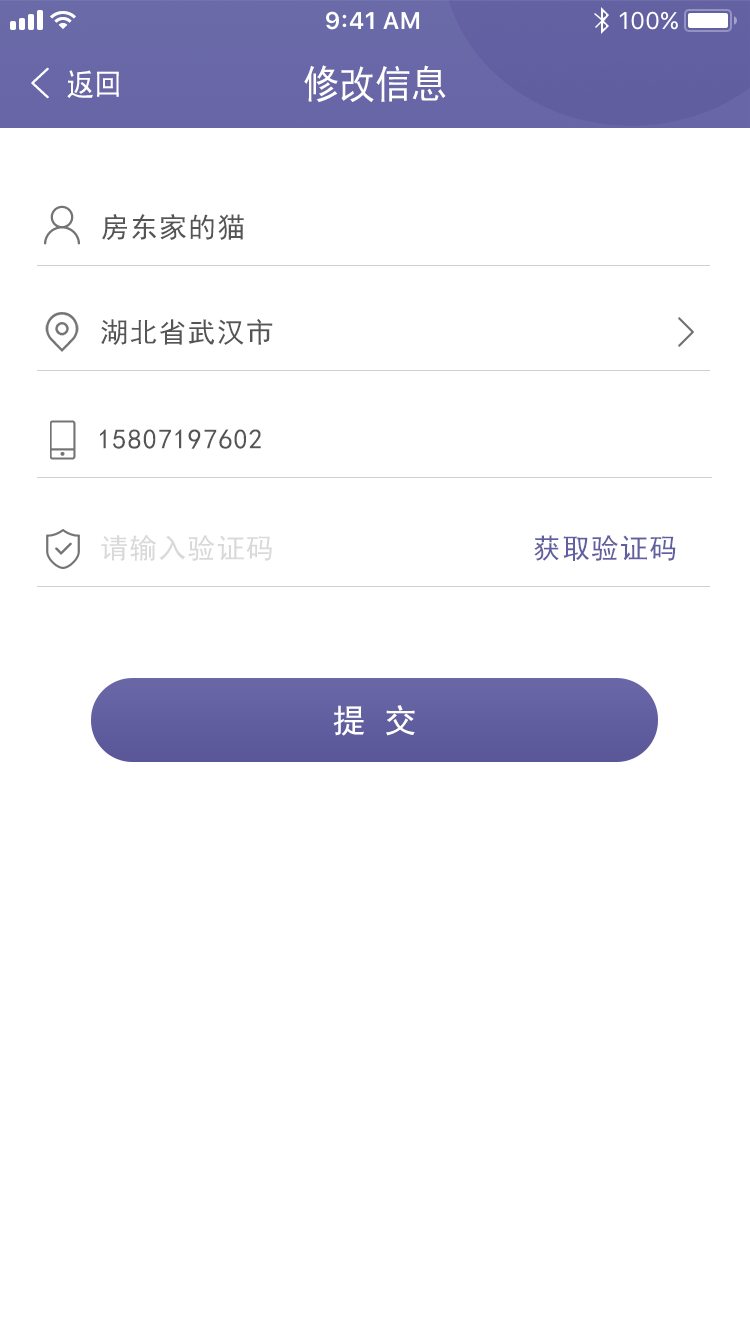 9:41 AM 100%
返回 修改信息
房东家的猫
湖北省武汉市
15807197602
请输入验证码 获取验证码
提 交